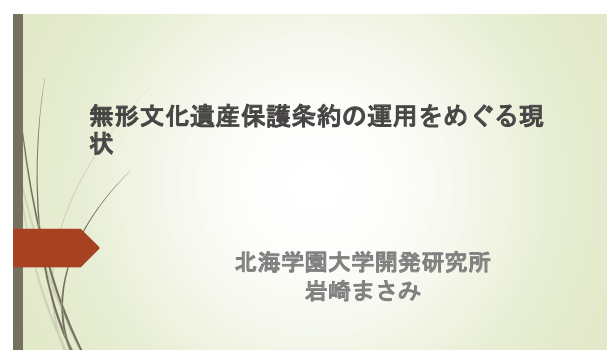 無形文化遺産保護条約の運用をめぐる現
状
北海学園大学開発研究所
岩崎まさみ